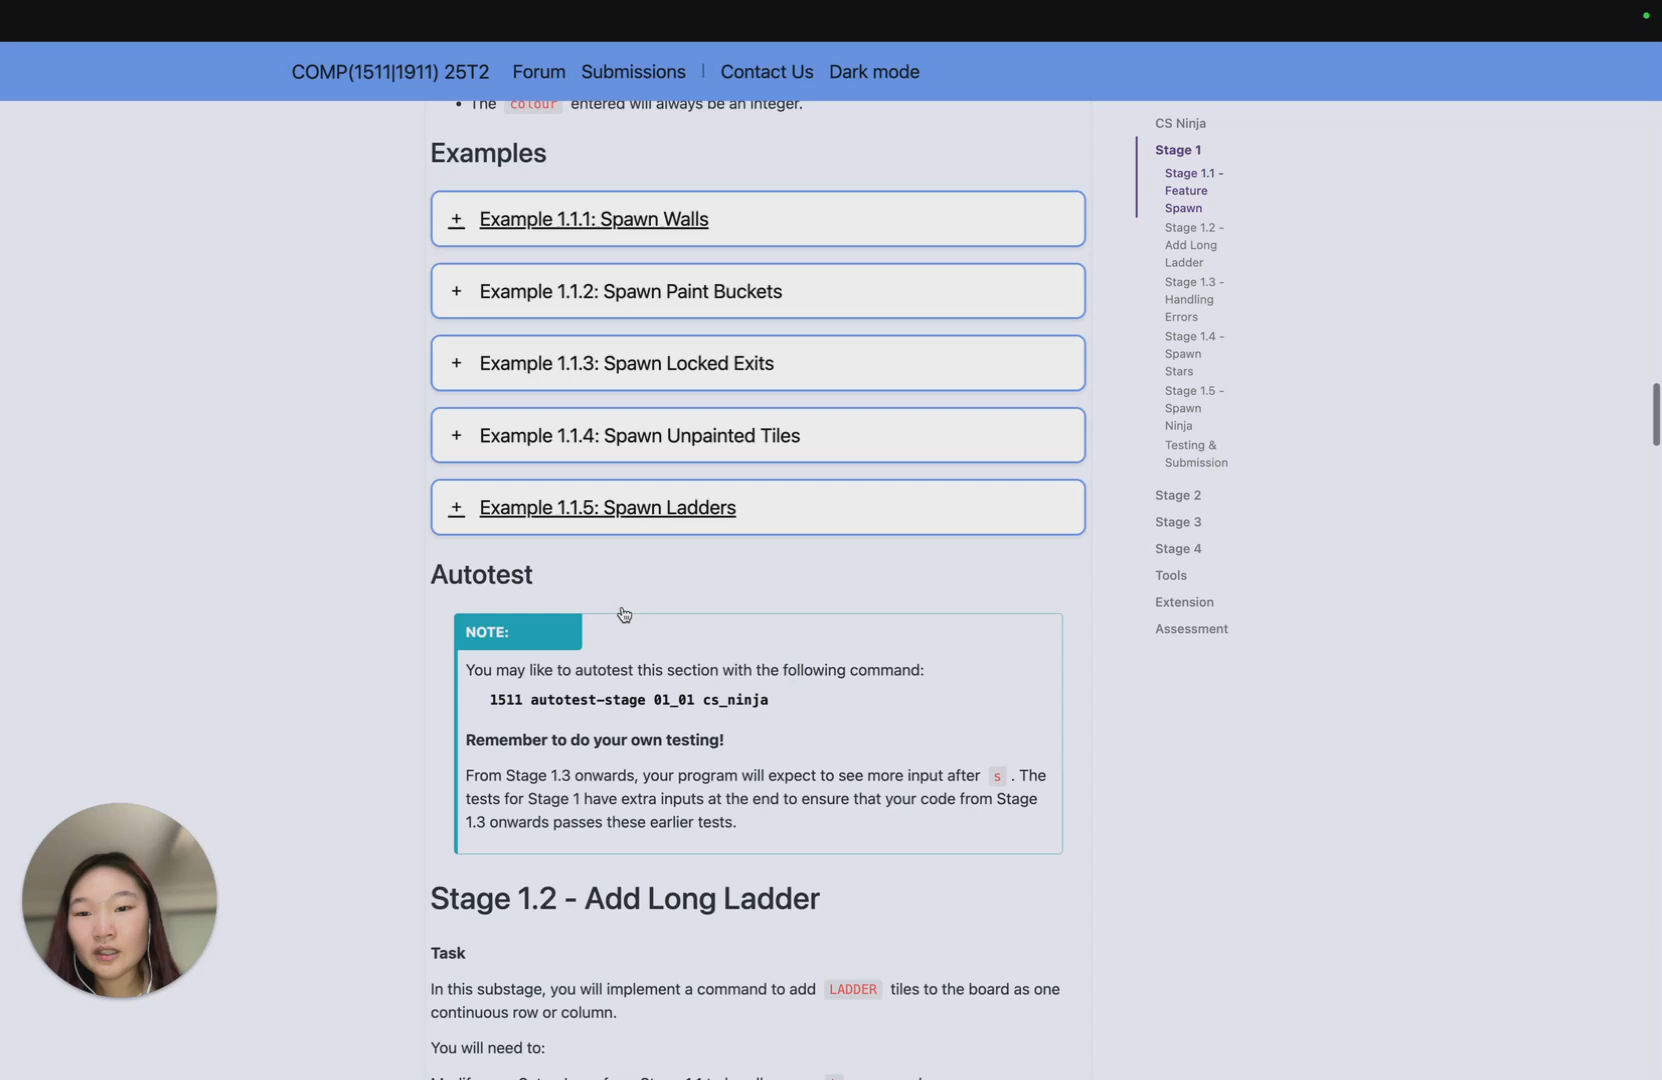 COMP(1511|1911) 25T2 Forum Submissions | Contact Us Dark mode
• The colour entered will always be an integer.
Examples
+ Example 1.1.1: Spawn Walls
+ Example 1.1.2: Spawn Paint Buckets
+ Example 1.1.3: Spawn Locked Exits
+ Example 1.1.4: Spawn Unpainted Tiles
+ Example 1.1.5: Spawn Ladders
Autotest
NOTE:
You may like to autotest this section with the following command:
1511 autotest-stage 01_01 cs_ninja
Remember to do your own testing!
From Stage 1.3 onwards, your program will expect to see more input after s . The
tests for Stage 1 have extra inputs at the end to ensure that your code from Stage
1.3 onwards passes these earlier tests.
Stage 1.2 - Add Long Ladder
Task
In this substage, you will implement a command to add LADDER tiles to the board as one
continuous row or column.
You will need to:
CS Ninja
Stage 1
Stage 1.1 -
Feature
Spawn
Stage 1.2 -
Add Long
Ladder
Stage 1.3 -
Handling
Errors
Stage 1.4 -
Spawn
Stars
Stage 1.5 -
Spawn
Ninja
Testing &
Submission
Stage 2
Stage 3
Stage 4
Tools
Extension
Assessment